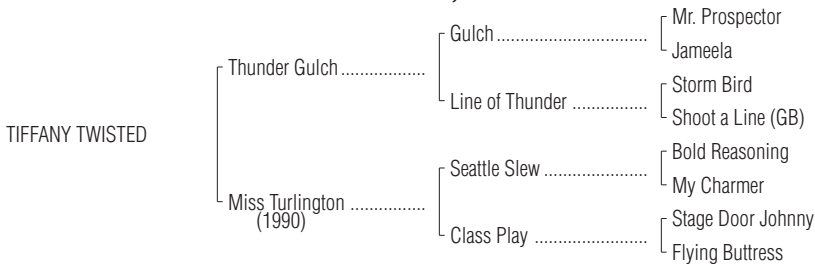 Mr. Prospector
Gulch ..................................
Jameela
Thunder Gulch ...................
Storm Bird
Line of Thunder .................
Shoot a Line (GB)
TIFFANY TWISTED
Bold Reasoning
Seattle Slew .......................
My Charmer
Miss Turlington .................
(1990)
Stage Door Johnny
Class Play .........................
Flying Buttress